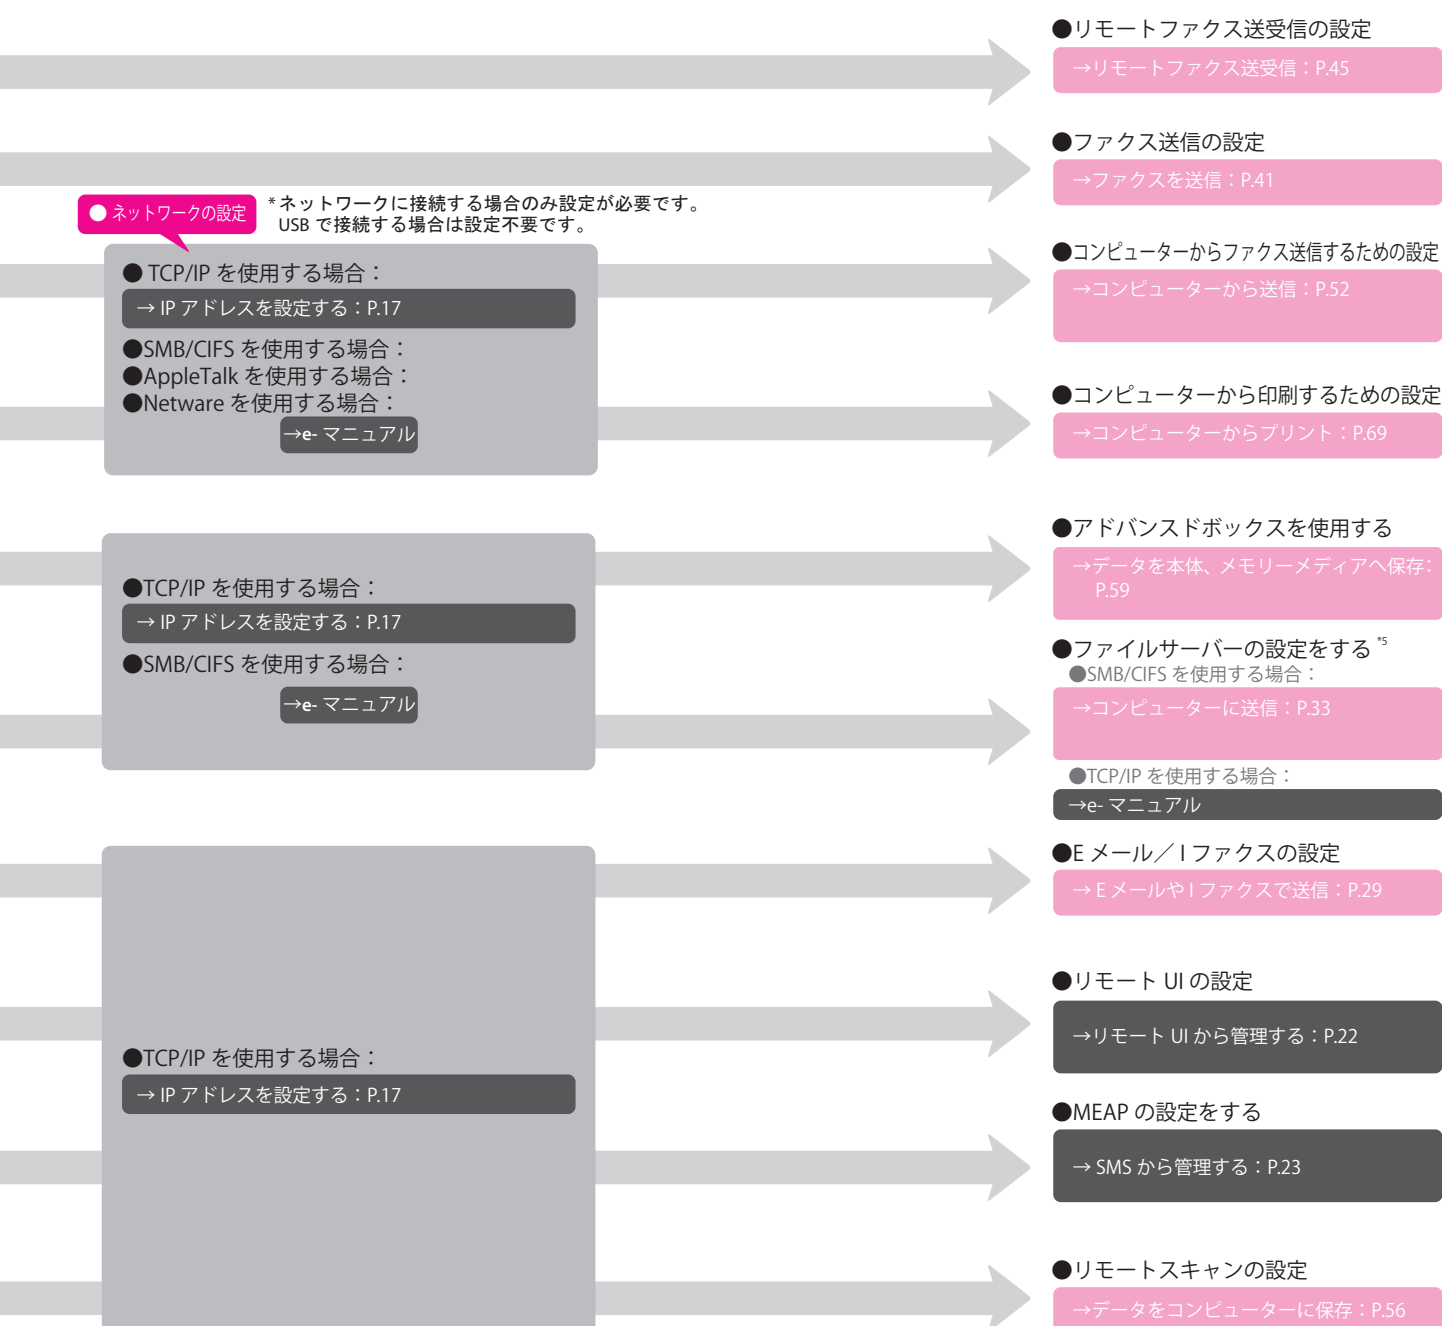 ●リモートファクス送受信の設定
→リモートファクス送受信：P.45
●ファクス送信の設定
→ファクスを送信：P.41
● ネットワークの設定
*ネットワークに接続する場合のみ設定が必要です。
USB で接続する場合は設定不要です。
● TCP/IP を使用する場合：
→ IP アドレスを設定する：P.17
●SMB/CIFS を使用する場合：
●AppleTalk を使用する場合：
●Netware を使用する場合：
→e- マニュアル
●コンピューターからファクス送信するための設定
→コンピューターから送信：P.52
●コンピューターから印刷するための設定
→コンピューターからプリント：P.69
●TCP/IP を使用する場合：
→ IP アドレスを設定する：P.17
●SMB/CIFS を使用する場合：
→e- マニュアル
●アドバンスドボックスを使用する
→データを本体、メモリーメディアへ保存：
P.59
●ファイルサーバーの設定をする *5
●SMB/CIFS を使用する場合：
→コンピューターに送信：P.33
●TCP/IP を使用する場合：
→e- マニュアル
●TCP/IP を使用する場合：
→ IP アドレスを設定する：P.17
●E メール／ I ファクスの設定
→ E メールや I ファクスで送信：P.29
●リモート UI の設定
→リモート UI から管理する：P.22
●MEAP の設定をする
→ SMS から管理する：P.23
●リモートスキャンの設定
→データをコンピューターに保存：P.56